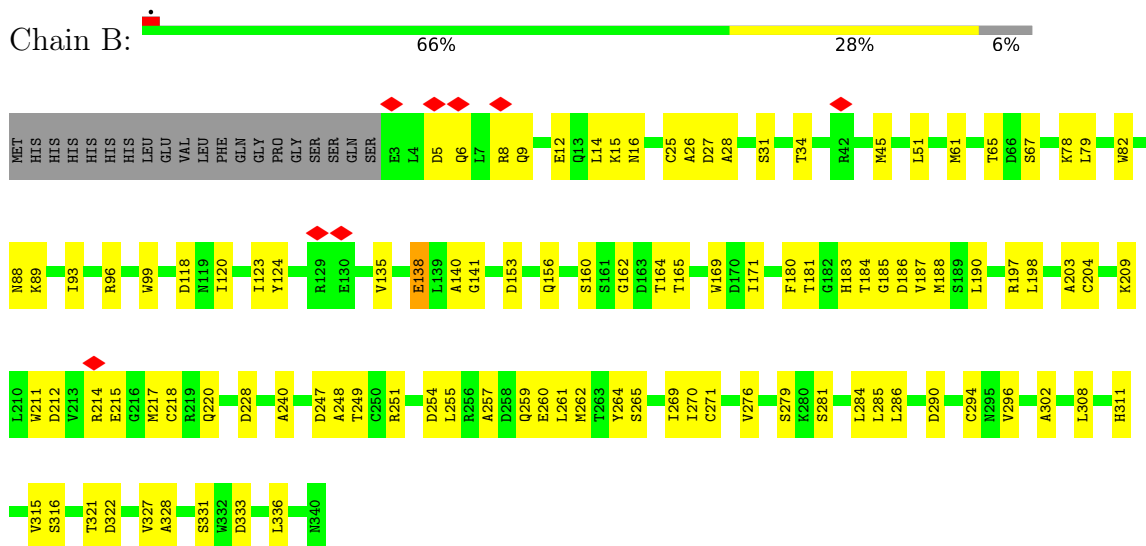 Chain B:
66% 28% 6%
MET HIS HIS HIS HIS HIS HIS LEU GLU VAL LEU PHE GLN GLY PRO GLY SER SER GLN SER E3 L4 D5 Q6 L7 R8 Q9 E12 Q13 L14 K15 N16 C25 A26 D27 A28 S31 T34 R42 M45 L51 M61 T65 D66 S67 K78 L79 W82
N88 K89 I93 R96 W99 D118 N119 I120 I123 Y124 R129 E130 V135 E138 L139 A140 G141 D153 Q156 S160 S161 G162 D163 T164 T165 W169 D170 I171 F180 T181 G182 H183 T184 G185 D186 V187 M188 S189 L190 R197 L198 A203 C204 K209
L210 W211 D212 V213 R214 E215 G216 M217 C218 R219 Q220 D228 A240 D247 A248 T249 C250 R251 D254 L255 R256 A257 D258 Q259 E260 L261 M262 T263 Y264 S265 I269 I270 C271 V276 S279 K280 S281 L284 L285 L286 D290 C294 N295 V296 A302 L308 H311
V315 S316 T321 D322 V327 A328 S331 W332 D333 L336 N340